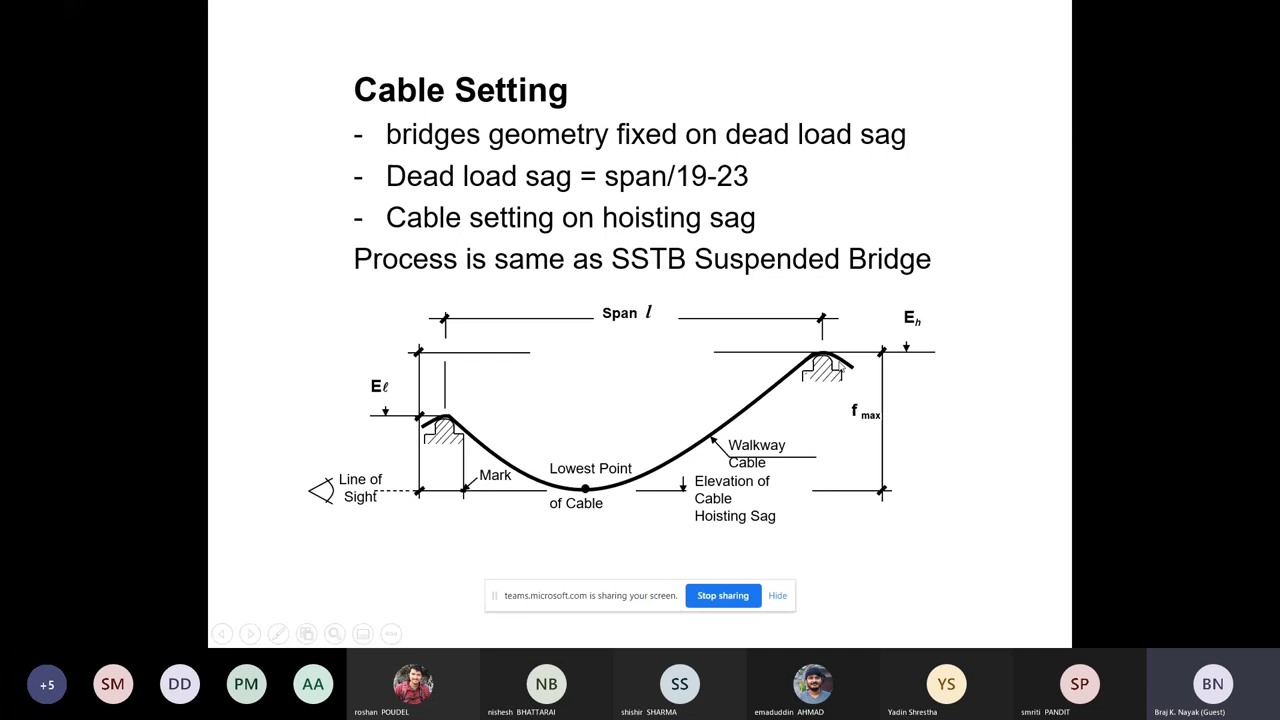 Cable Setting
- bridges geometry fixed on dead load sag
- Dead load sag = span/19-23
- Cable setting on hoisting sag
Process is same as SSTB Suspended Bridge
Span l
Eh
Eℓ
f max
Walkway
Cable
Lowest Point
of Cable
Mark
Line of
Sight
Elevation of
Cable
Hoisting Sag
teams.microsoft.com is sharing your screen.
Stop sharing
Hide
+5
SM
DD
PM
AA
roshan POUDEL
NB
nishesh BHATTARAI
SS
shishir SHARMA
emaduddin AHMAD
YS
Yadin Shrestha
SP
smriti PANDIT
BN
Braj K. Nayak (Guest)